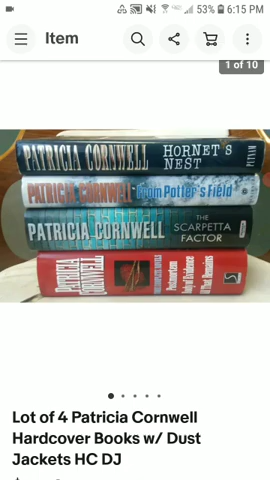 53% 6:15 PM
Item
1 of 10
PATRICIA CORNWELL HORNET'S NEST PUTNAM
PATRICIA CORNWELL From Potter's Field
PATRICIA CORNWELL THE SCARPETTA FACTOR
PATRICIA CORNWELL
Postmortem
Body of Evidence
All That Remains
Lot of 4 Patricia Cornwell
Hardcover Books w/ Dust
Jackets HC DJ